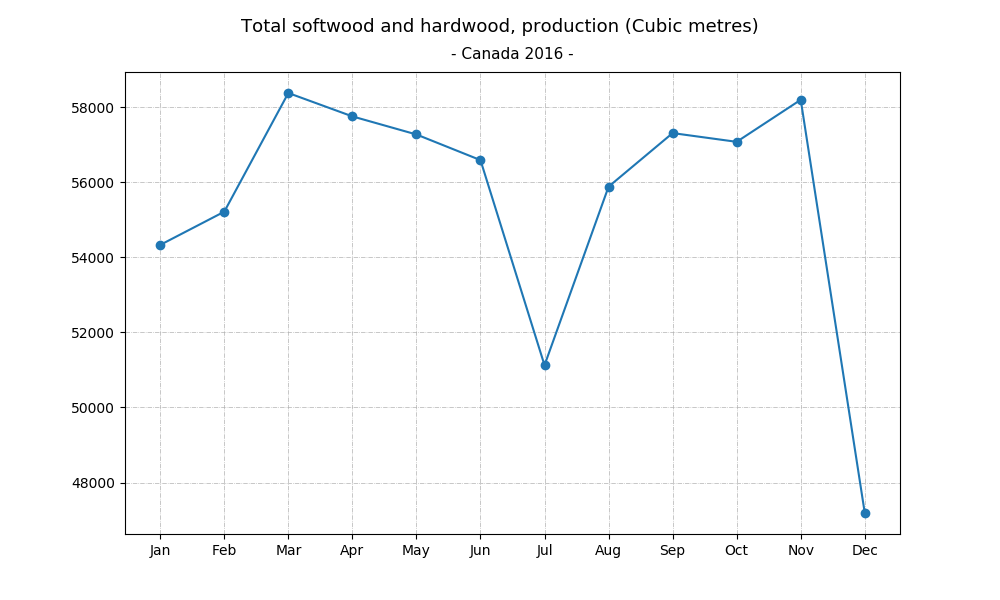 Total softwood and hardwood, production (Cubic metres)
- Canada 2016 -
58000
56000
54000
52000
50000
48000
Jan Feb Mar Apr May Jun Jul Aug Sep Oct Nov Dec